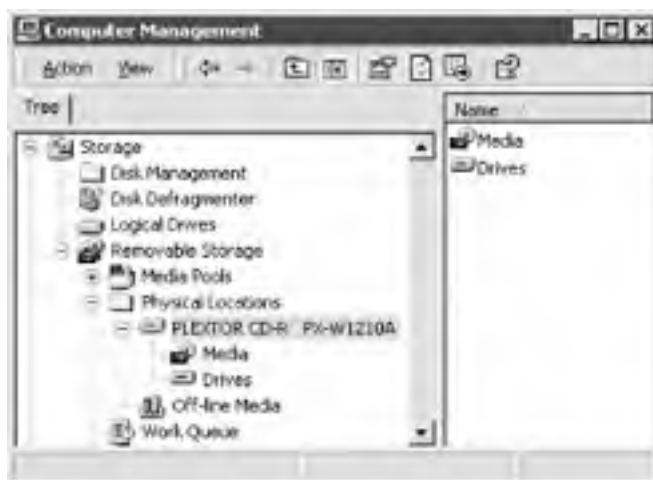 Computer Management
Action View
Tree
Storage
Disk Management
Disk Defragmenter
Logical Drives
Removable Storage
Media Pools
Physical Locations
PLEXTOR CD-R PX-W1210A
Media
Drives
Off-line Media
Work Queue
Name
Media
Drives